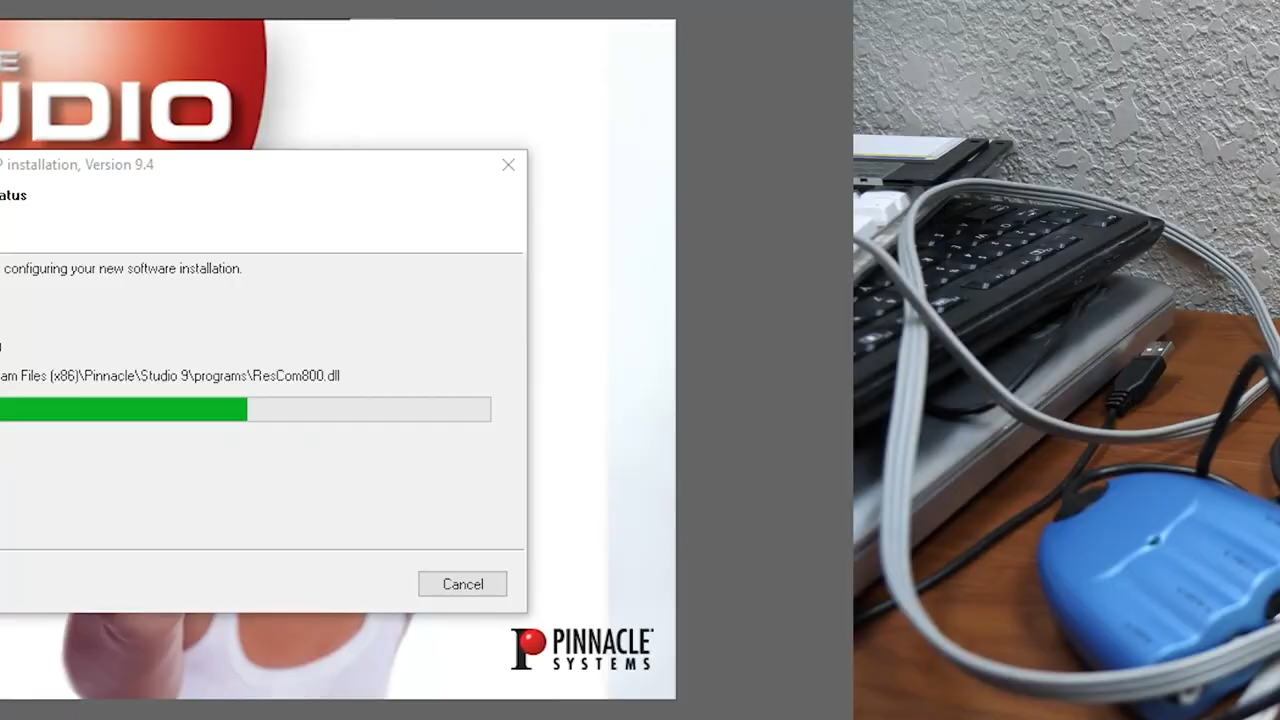 E
UDIO
P installation, Version 9.4
atus
configuring your new software installation.
am Files (x86)\Pinnacle\Studio 9\programs\ResCom800.dll
Cancel
PINNACLE
SYSTEMS